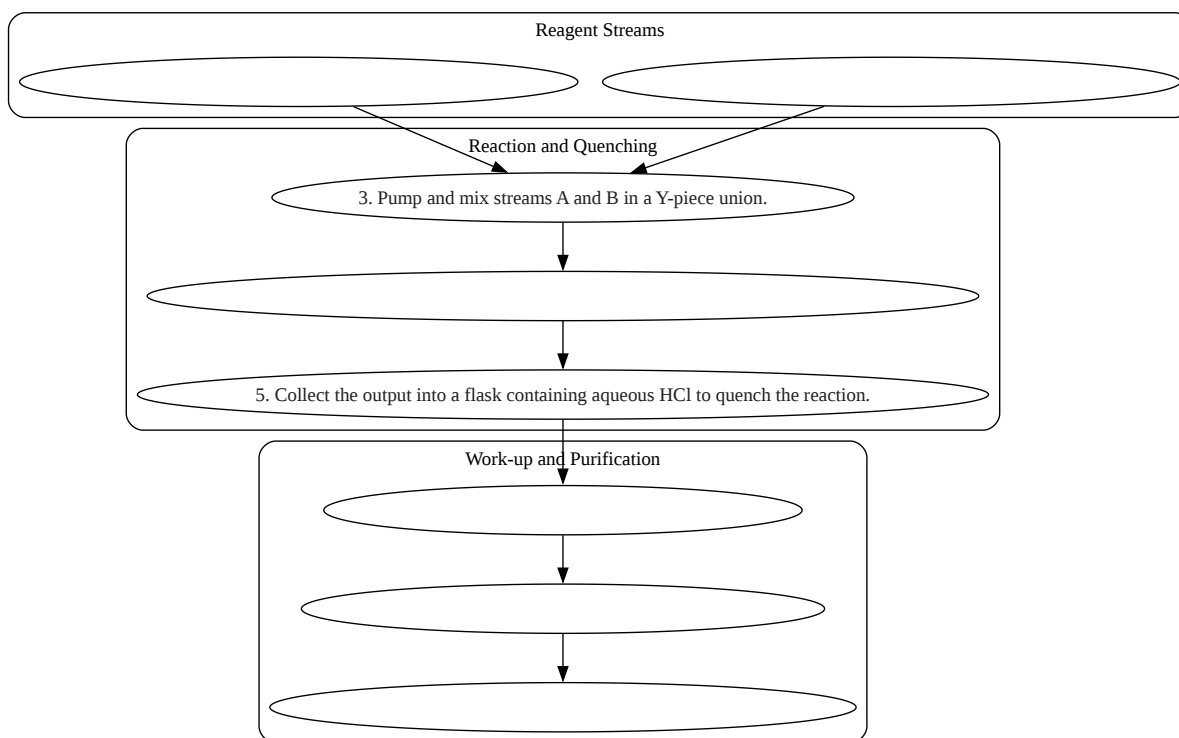 Reagent Streams
Reaction and Quenching
3. Pump and mix streams A and B in a Y-piece union.
5. Collect the output into a flask containing aqueous HCl to quench the reaction.
Work-up and Purification